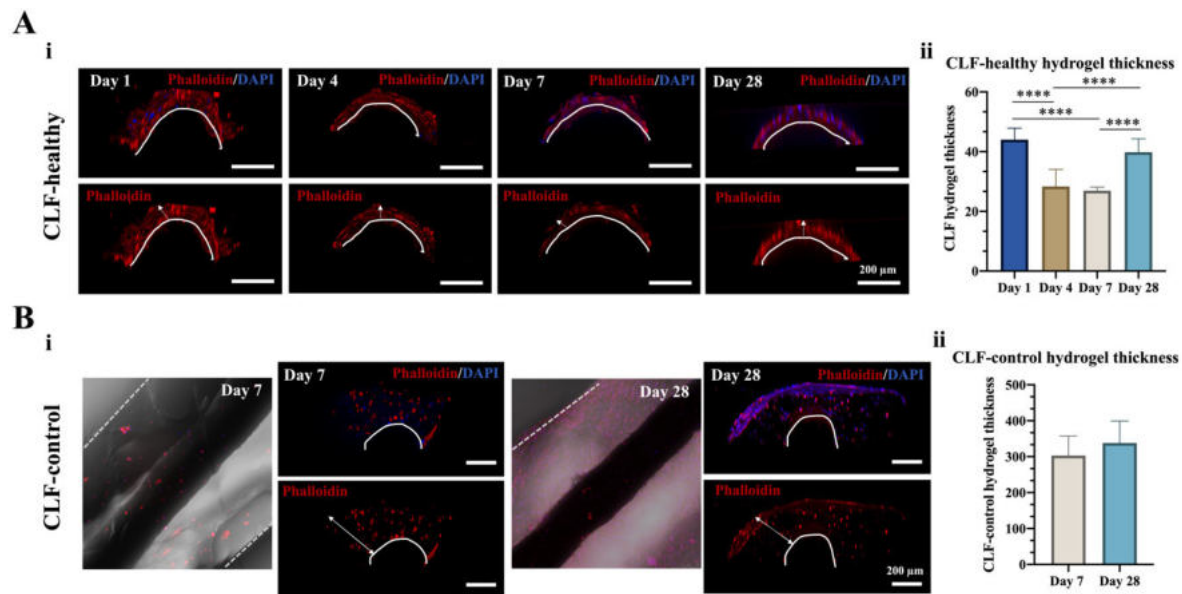 A
i
CLF-healthy
Day 1 Phalloidin/DAPI
Day 4 Phalloidin/DAPI
Day 7 Phalloidin/DAPI
Day 28 Phalloidin/DAPI
Phalloidin
Phalloidin
Phalloidin
Phalloidin
200 µm
ii
CLF-healthy hydrogel thickness
CLF hydrogel thickness
60
40
20
0
****
****
****
****
Day 1 Day 4 Day 7 Day 28
B
i
CLF-control
Day 7
Day 7 Phalloidin/DAPI
Phalloidin
Day 28
Day 28 Phalloidin/DAPI
Phalloidin
200 µm
ii
CLF-control hydrogel thickness
CLF-control hydrogel thickness
500
400
300
200
100
0
Day 7 Day 28